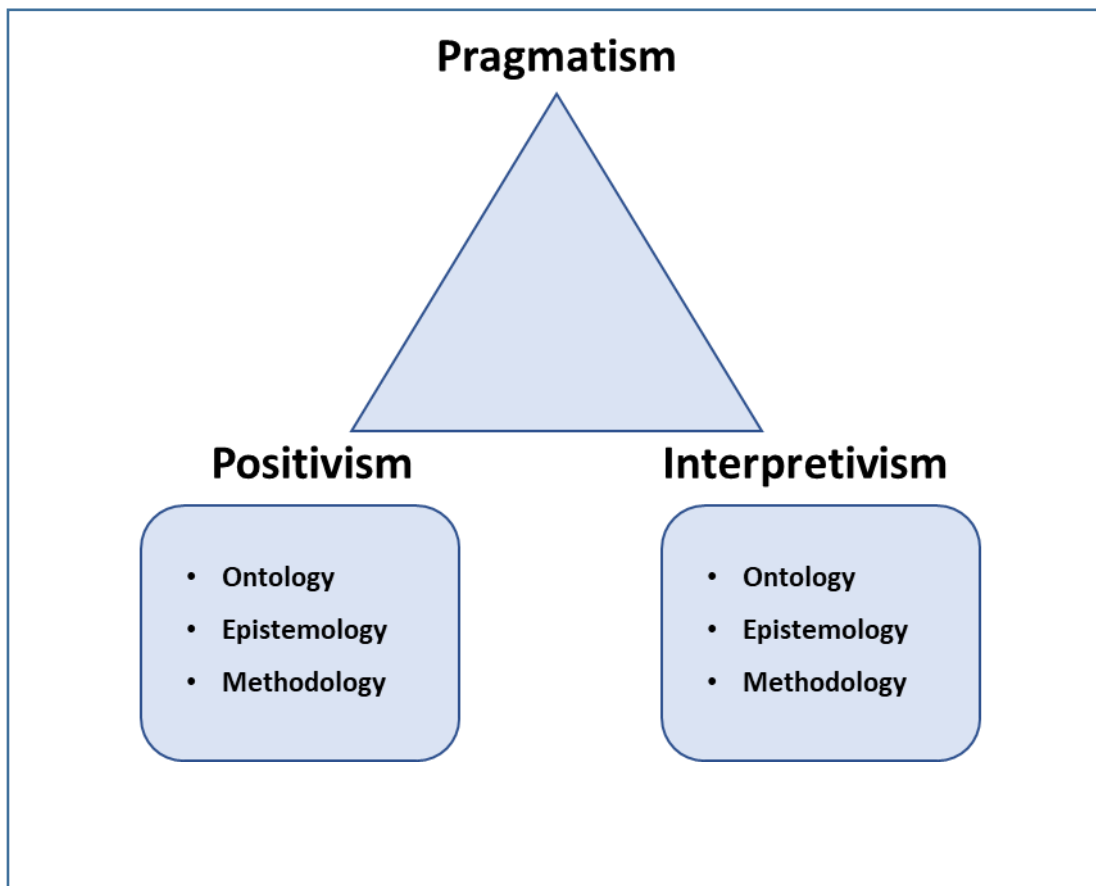 Pragmatism
Positivism
Interpretivism
• Ontology
• Epistemology
• Methodology
• Ontology
• Epistemology
• Methodology